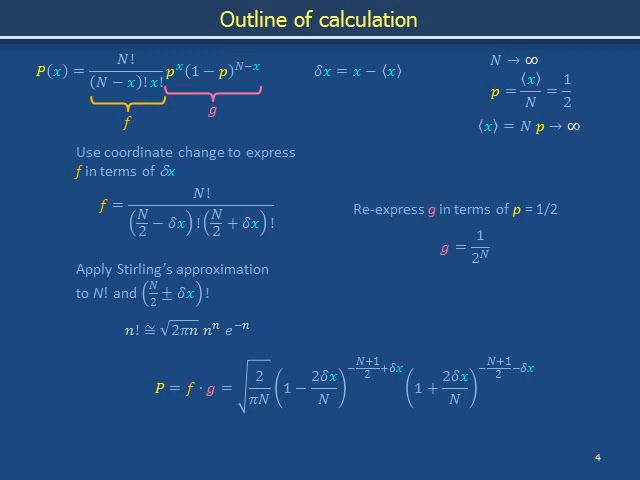 Outline of calculation
P(x) = N! / ((N − x)! x!) p^x (1 − p)^(N−x)
f
g
δx = x − ⟨x⟩
N → ∞
p = ⟨x⟩/N = 1/2
⟨x⟩ = N p → ∞
Use coordinate change to express
f in terms of δx
f = N! / ((N/2 − δx)! (N/2 + δx)!)
Re-express g in terms of p = 1/2
g = 1/2^N
Apply Stirling's approximation
to N! and (N/2 ± δx)!
n! ≅ √(2πn) n^n e^(−n)
P = f · g = √(2/(πN)) (1 − 2δx/N)^(−(N+1)/2+δx) (1 + 2δx/N)^(−(N+1)/2−δx)
4